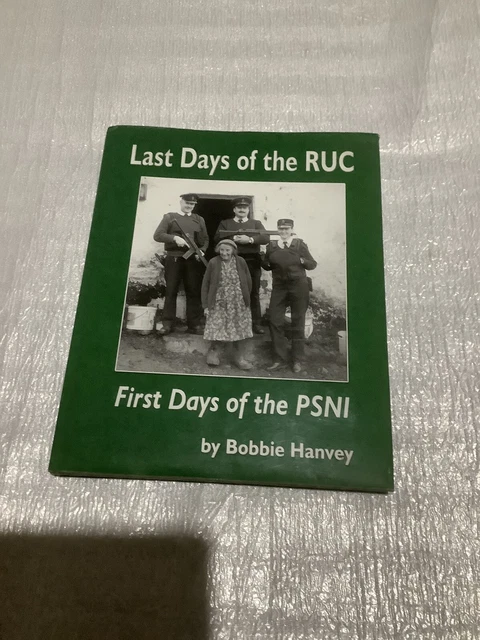 Last Days of the RUC
First Days of the PSNI
by Bobbie Hanvey